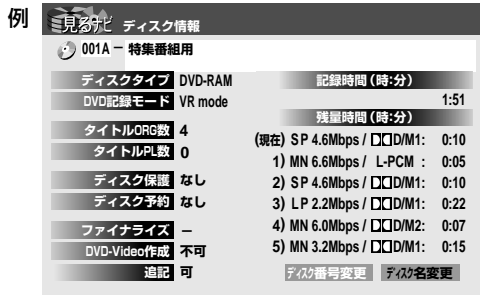 例
見るナビ ディスク情報
001A － 特集番組用
ディスクタイプ DVD-RAM
DVD記録モード VR mode
タイトルORG数 4
タイトルPL数 0
ディスク保護 なし
ディスク予約 なし
ファイナライズ －
DVD-Video作成 不可
追記 可
記録時間（時:分）
1:51
残量時間（時:分）
(現在) SP 4.6Mbps / DD D/M1: 0:10
1) MN 6.6Mbps / L-PCM : 0:05
2) SP 4.6Mbps / DD D/M1: 0:10
3) LP 2.2Mbps / DD D/M1: 0:22
4) MN 6.0Mbps / DD D/M2: 0:07
5) MN 3.2Mbps / DD D/M1: 0:15
ディスク番号変更 ディスク名変更